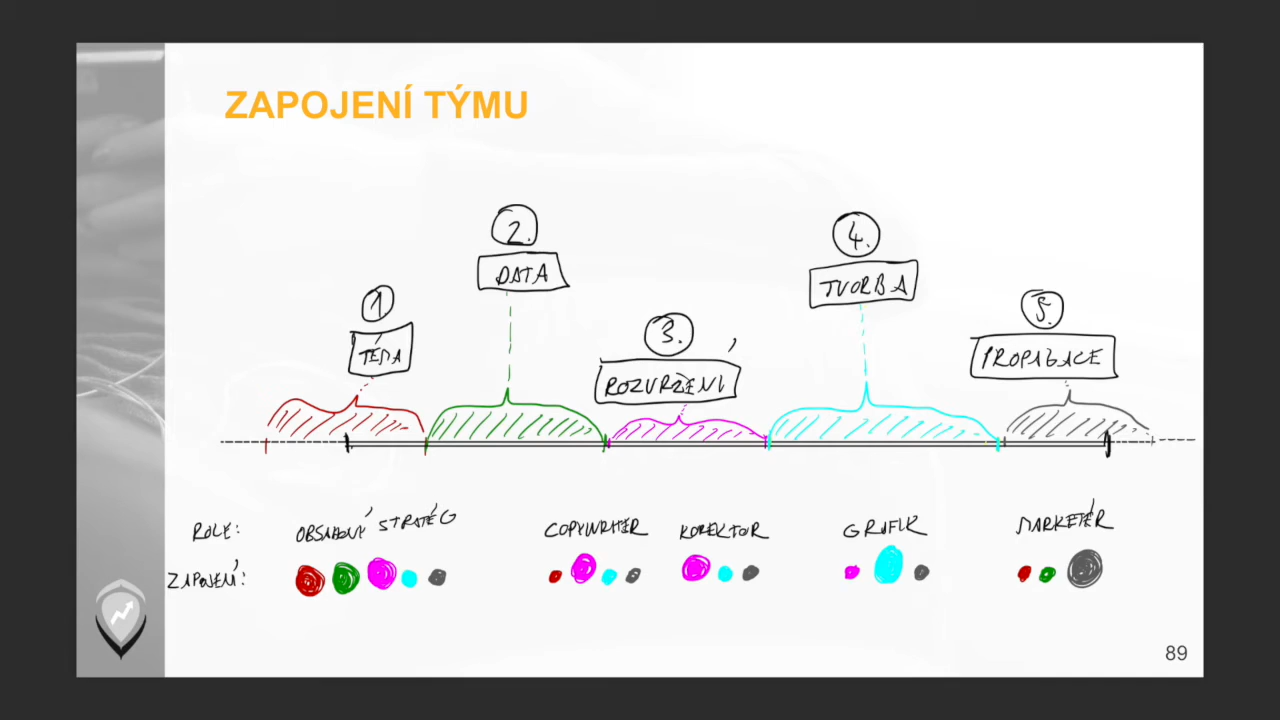 ZAPOJENÍ TÝMU
1
TÉMA
2.
DATA
3.
ROZVRŽENÍ
4.
TVORBA
5.
PROPAGACE
ROLE:
OBSAHOVÝ STRATÉG
COPYWRITER
KOREKTOR
GRAFIK
MARKETÉR
ZAPOJENÍ:
89